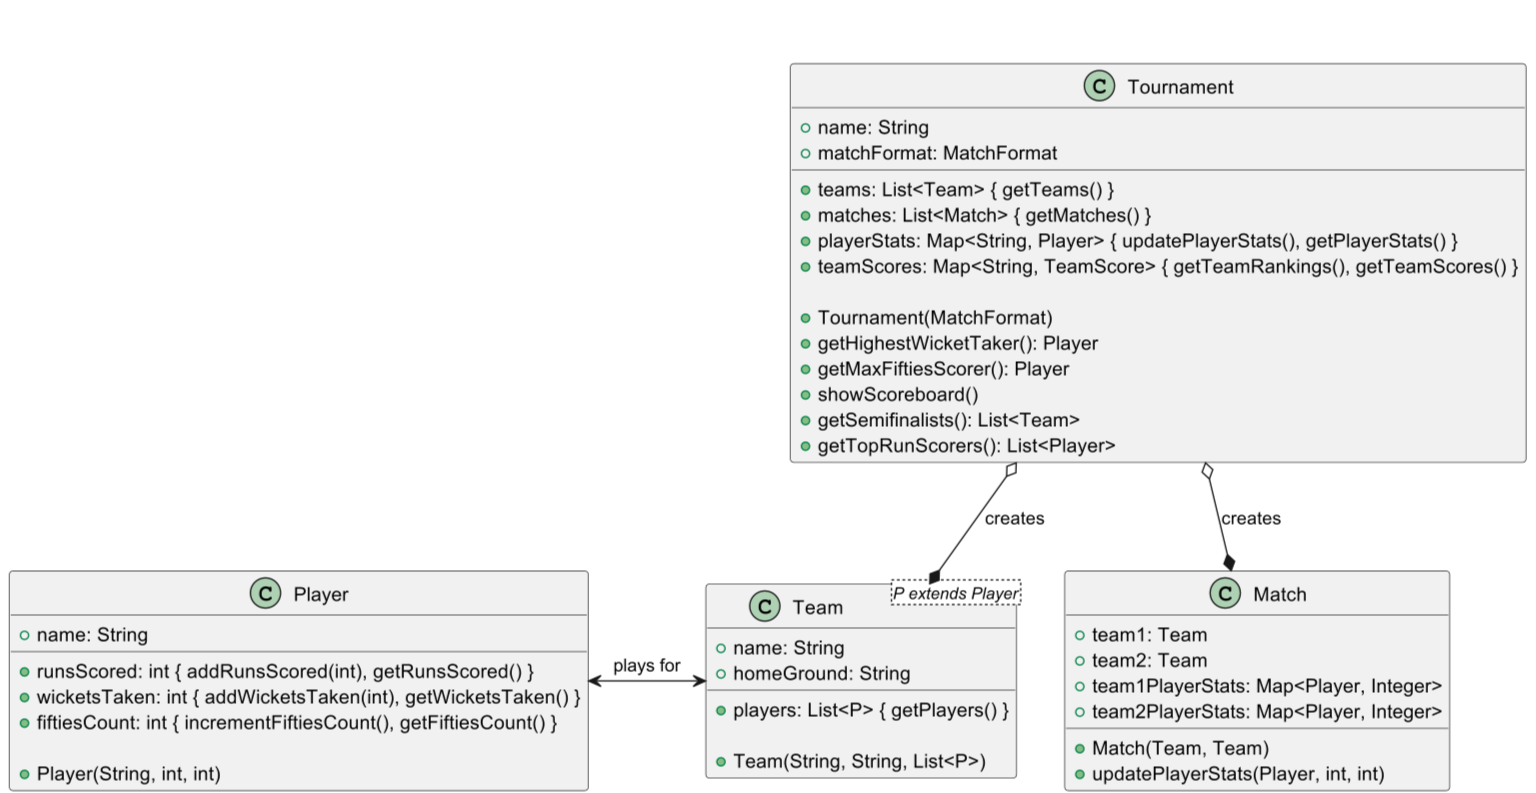 C Tournament
name: String
matchFormat: MatchFormat
teams: List<Team> { getTeams() }
matches: List<Match> { getMatches() }
playerStats: Map<String, Player> { updatePlayerStats(), getPlayerStats() }
teamScores: Map<String, TeamScore> { getTeamRankings(), getTeamScores() }
Tournament(MatchFormat)
getHighestWicketTaker(): Player
getMaxFiftiesScorer(): Player
showScoreboard()
getSemifinalists(): List<Team>
getTopRunScorers(): List<Player>
creates
creates
C Player
name: String
runsScored: int { addRunsScored(int), getRunsScored() }
wicketsTaken: int { addWicketsTaken(int), getWicketsTaken() }
fiftiesCount: int { incrementFiftiesCount(), getFiftiesCount() }
Player(String, int, int)
plays for
P extends Player
C Team
name: String
homeGround: String
players: List<P> { getPlayers() }
Team(String, String, List<P>)
C Match
team1: Team
team2: Team
team1PlayerStats: Map<Player, Integer>
team2PlayerStats: Map<Player, Integer>
Match(Team, Team)
updatePlayerStats(Player, int, int)